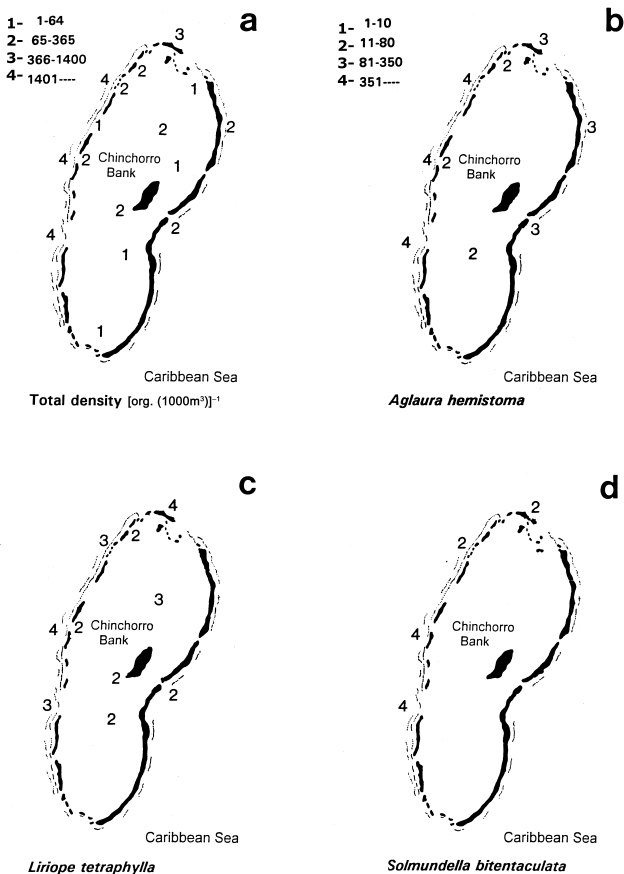 a
1- 1-64
2- 65-365
3- 366-1400
4- 1401----
3
2
4
2
1
1
2
2
4
2
Chinchorro
Bank
1
2
2
4
1
1
Caribbean Sea
Total density [org. (1000m³)]⁻¹
b
1- 1-10
2- 11-80
3- 81-350
4- 351----
3
2
4
3
4
2
Chinchorro
Bank
3
4
2
Caribbean Sea
Aglaura hemistoma
c
4
2
3
3
4
2
Chinchorro
Bank
2
2
3
2
Caribbean Sea
Liriope tetraphylla
d
2
2
4
Chinchorro
Bank
4
Caribbean Sea
Solmundella bitentaculata